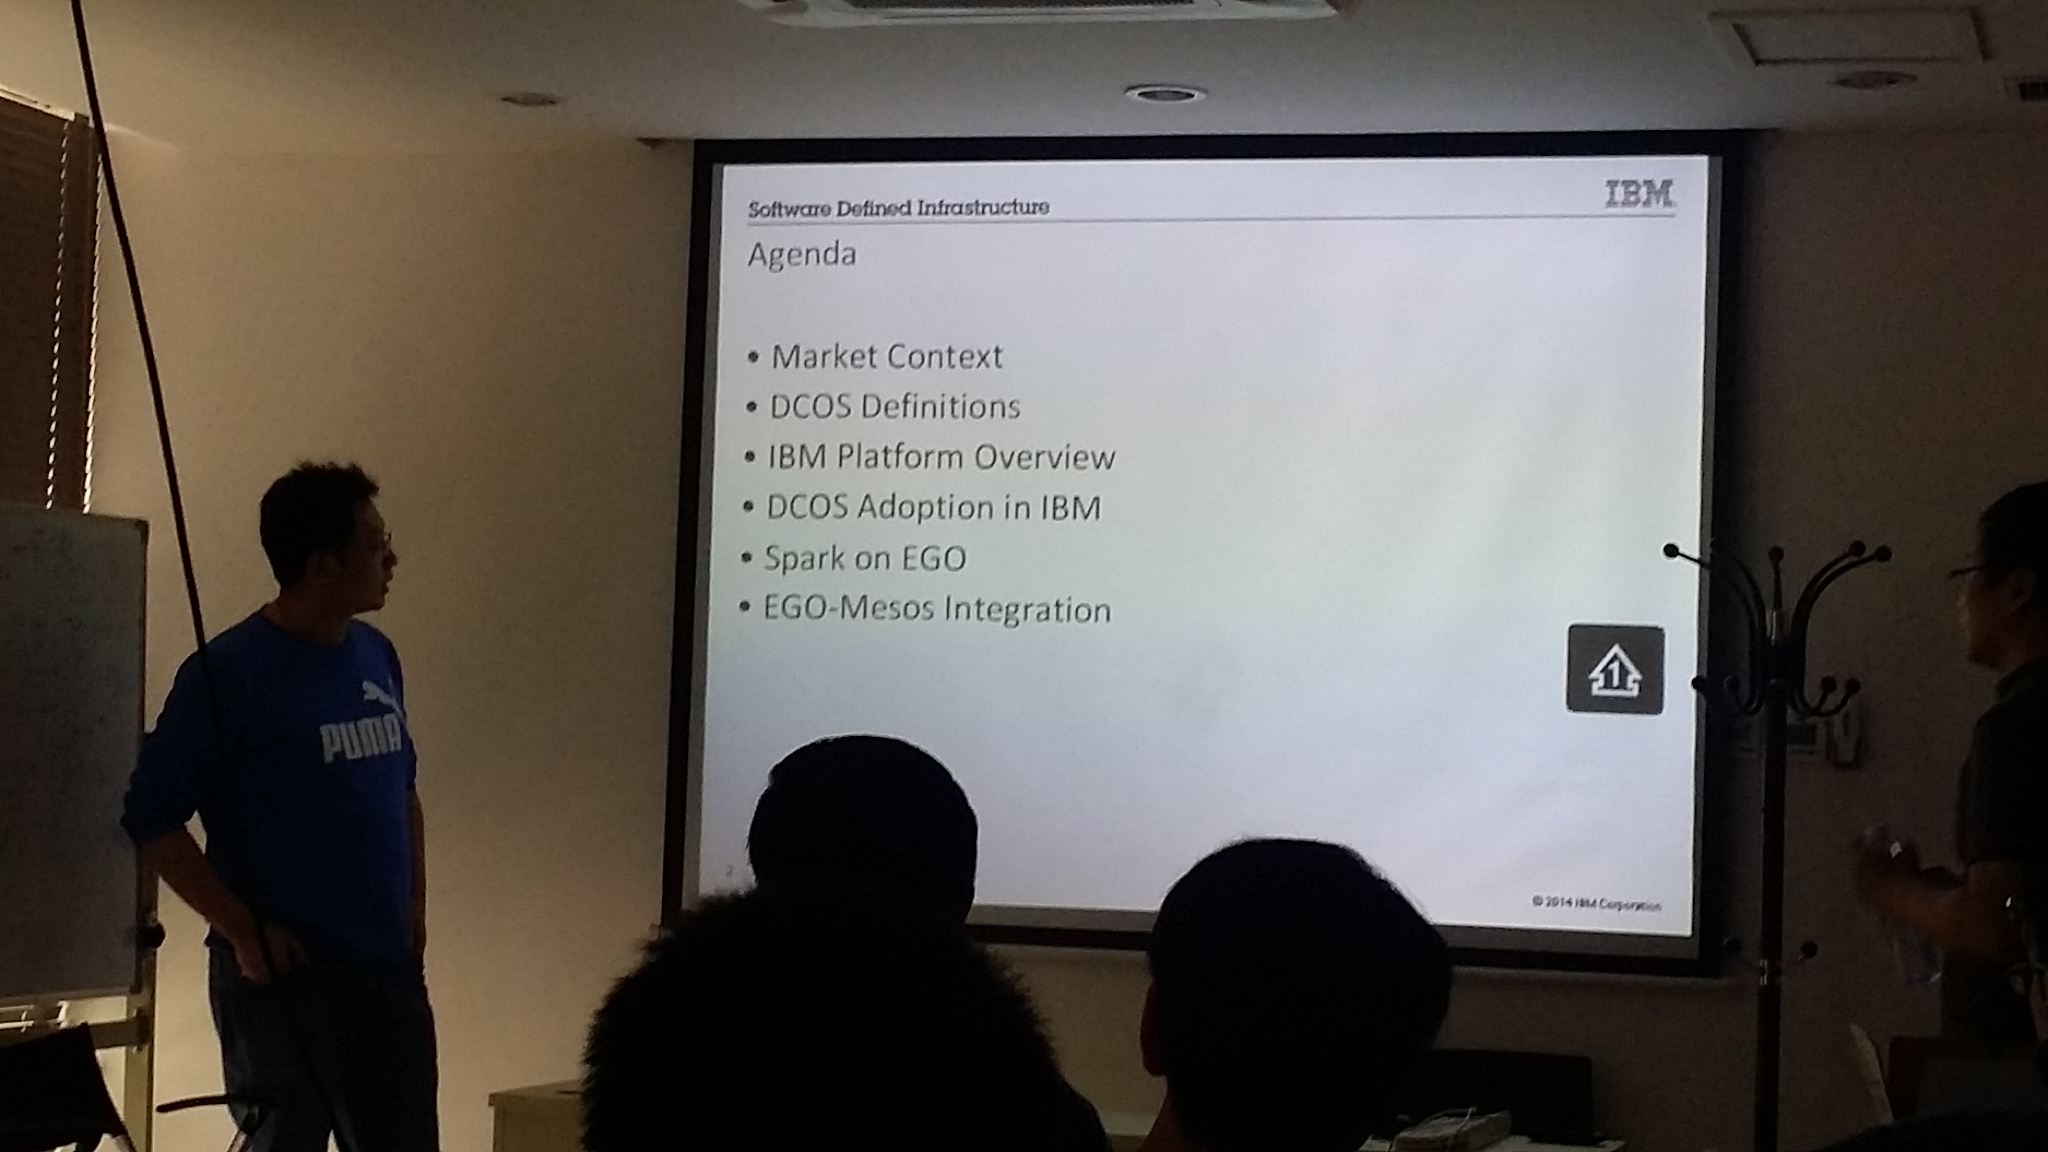 Software Defined Infrastructure
IBM
Agenda
• Market Context
• DCOS Definitions
• IBM Platform Overview
• DCOS Adoption in IBM
• Spark on EGO
• EGO-Mesos Integration
1
PUMA
2
© 2014 IBM Corporation